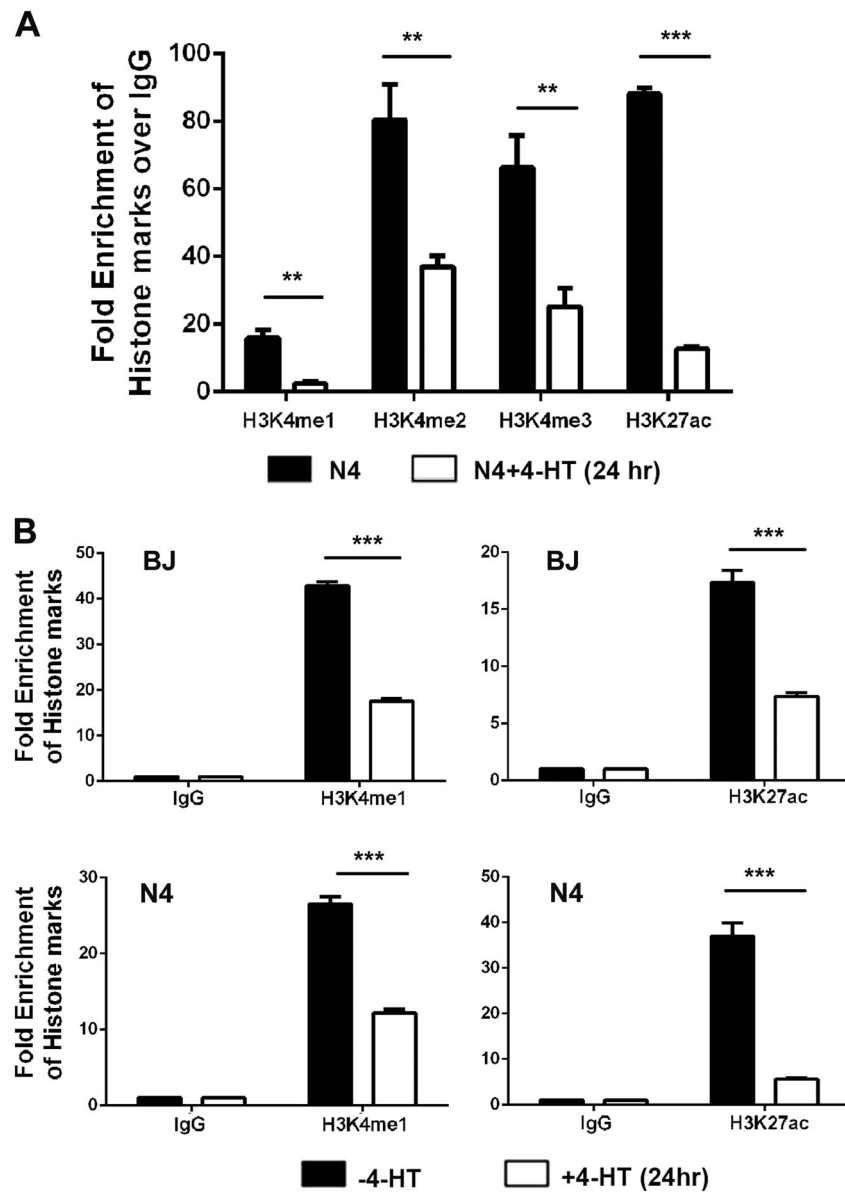 A
Fold Enrichment of
Histone marks over IgG
100
80
60
40
20
0
**
**
**
***
H3K4me1 H3K4me2 H3K4me3 H3K27ac
N4 N4+4-HT (24 hr)
B
Fold Enrichment
of Histone marks
50
40
30
20
10
0
BJ
***
IgG H3K4me1
20
15
10
5
0
BJ
***
IgG H3K27ac
Fold Enrichment
of Histone marks
30
20
10
0
N4
***
IgG H3K4me1
50
40
30
20
10
0
N4
***
IgG H3K27ac
-4-HT +4-HT (24hr)